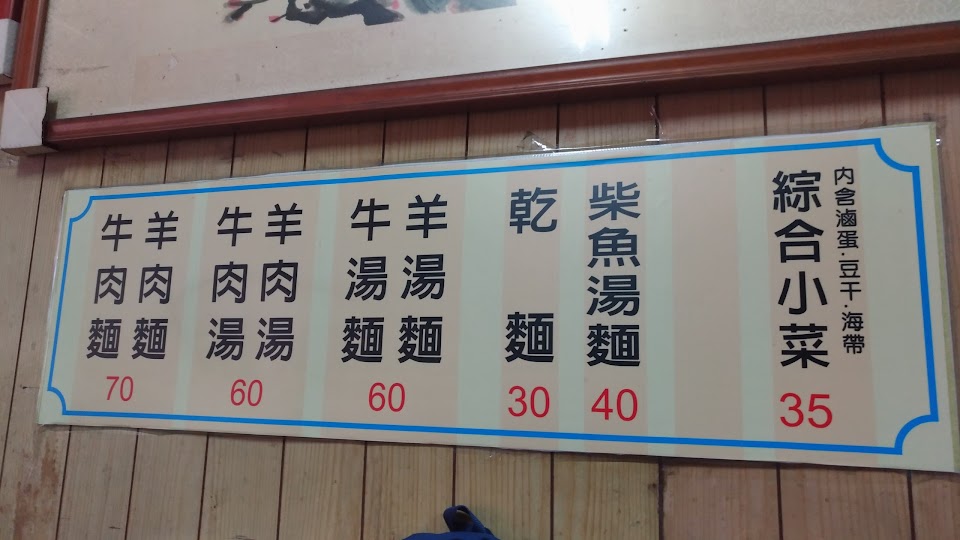 內含滷蛋·豆干·海帶
綜合小菜
35
柴魚湯麵
40
乾麵
30
羊湯麵
牛湯麵
60
羊肉湯
牛肉湯
60
羊肉麵
牛肉麵
70